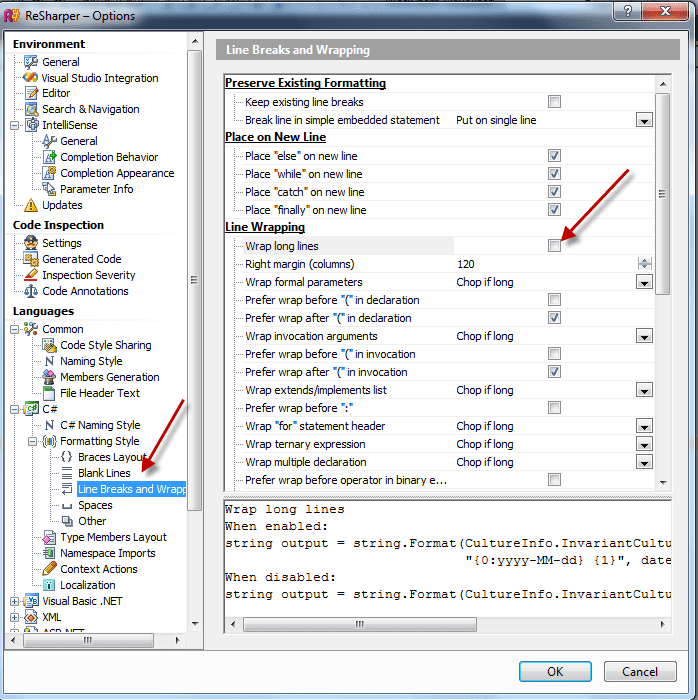 ReSharper – Options
Environment
General
Visual Studio Integration
Editor
Search & Navigation
IntelliSense
General
Completion Behavior
Completion Appearance
Parameter Info
Updates
Code Inspection
Settings
Generated Code
Inspection Severity
Code Annotations
Languages
Common
Code Style Sharing
Naming Style
Members Generation
File Header Text
C#
C# Naming Style
Formatting Style
Braces Layout
Blank Lines
Line Breaks and Wrapp
Spaces
Other
Type Members Layout
Namespace Imports
Context Actions
Localization
Visual Basic .NET
XML
Line Breaks and Wrapping
Preserve Existing Formatting
Keep existing line breaks
Break line in simple embedded statement Put on single line
Place on New Line
Place "else" on new line
Place "while" on new line
Place "catch" on new line
Place "finally" on new line
Line Wrapping
Wrap long lines
Right margin (columns) 120
Wrap formal parameters Chop if long
Prefer wrap before "(" in declaration
Prefer wrap after "(" in declaration
Wrap invocation arguments Chop if long
Prefer wrap before "(" in invocation
Prefer wrap after "(" in invocation
Wrap extends/implements list Chop if long
Prefer wrap before ":"
Wrap "for" statement header Chop if long
Wrap ternary expression Chop if long
Wrap multiple declaration Chop if long
Prefer wrap before operator in binary e...
Wrap long lines
When enabled:
string output = string.Format(CultureInfo.InvariantCultu
"{0:yyyy-MM-dd} {1}", date
When disabled:
string output = string.Format(CultureInfo.InvariantCultu
OK
Cancel